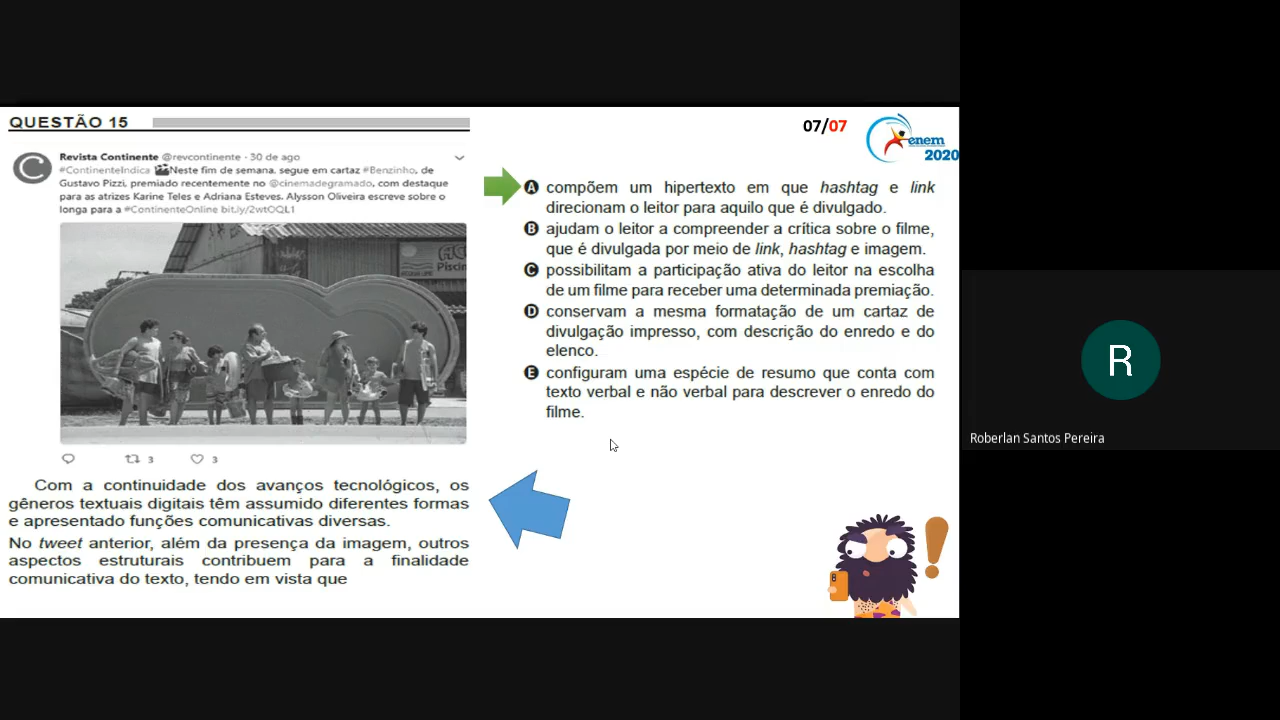 QUESTÃO 15
07/07
enem
2020
C
Revista Continente @revcontinente · 30 de ago
#ContinenteIndica 🎬Neste fim de semana, segue em cartaz #Benzinho, de
Gustavo Pizzi, premiado recentemente no @cinemadegramado, com destaque
para as atrizes Karine Teles e Adriana Esteves. Alysson Oliveira escreve sobre o
longa para a #ContinenteOnline bit.ly/2wtOQL1
Piscin
3
3
Com a continuidade dos avanços tecnológicos, os
gêneros textuais digitais têm assumido diferentes formas
e apresentado funções comunicativas diversas.
No tweet anterior, além da presença da imagem, outros
aspectos estruturais contribuem para a finalidade
comunicativa do texto, tendo em vista que
A compõem um hipertexto em que hashtag e link
direcionam o leitor para aquilo que é divulgado.
B ajudam o leitor a compreender a crítica sobre o filme,
que é divulgada por meio de link, hashtag e imagem.
C possibilitam a participação ativa do leitor na escolha
de um filme para receber uma determinada premiação.
D conservam a mesma formatação de um cartaz de
divulgação impresso, com descrição do enredo e do
elenco.
E configuram uma espécie de resumo que conta com
texto verbal e não verbal para descrever o enredo do
filme.
R
Roberlan Santos Pereira